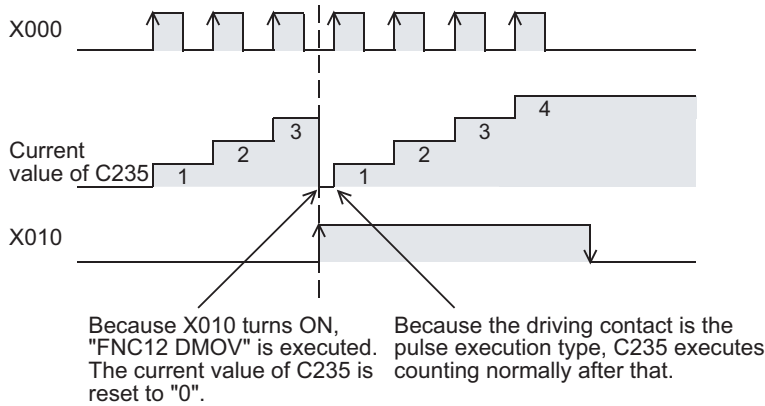 X000
Current
value of C235
1
2
3
1
2
3
4
X010
Because X010 turns ON,
"FNC12 DMOV" is executed.
The current value of C235 is
reset to "0".
Because the driving contact is the
pulse execution type, C235 executes
counting normally after that.